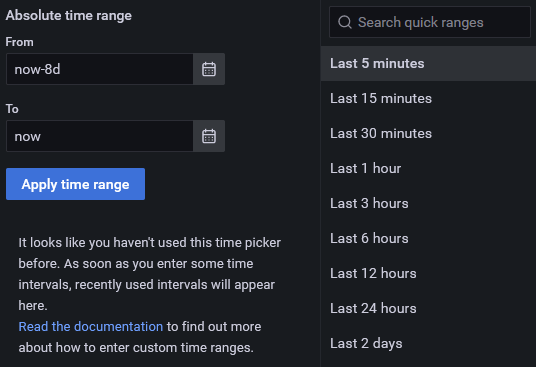 Absolute time range
From
now-8d
To
now
Apply time range
It looks like you haven't used this time picker
before. As soon as you enter some time
intervals, recently used intervals will appear
here.
Read the documentation to find out more
about how to enter custom time ranges.
Search quick ranges
Last 5 minutes
Last 15 minutes
Last 30 minutes
Last 1 hour
Last 3 hours
Last 6 hours
Last 12 hours
Last 24 hours
Last 2 days